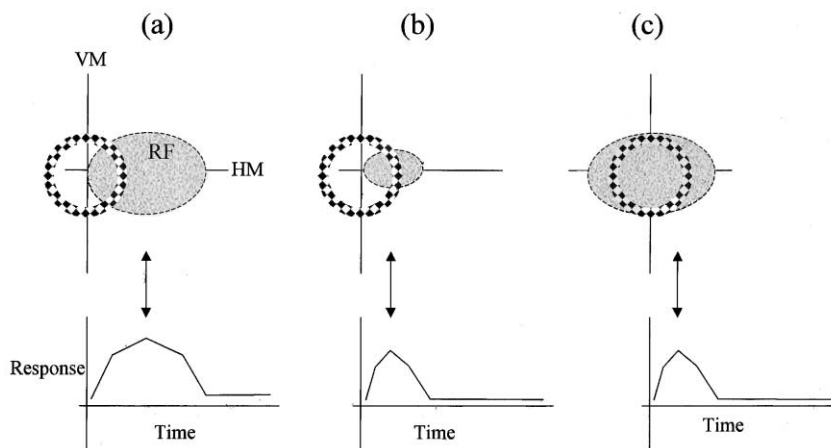 (a) (b) (c)
VM
RF
HM
Response
Time Time Time